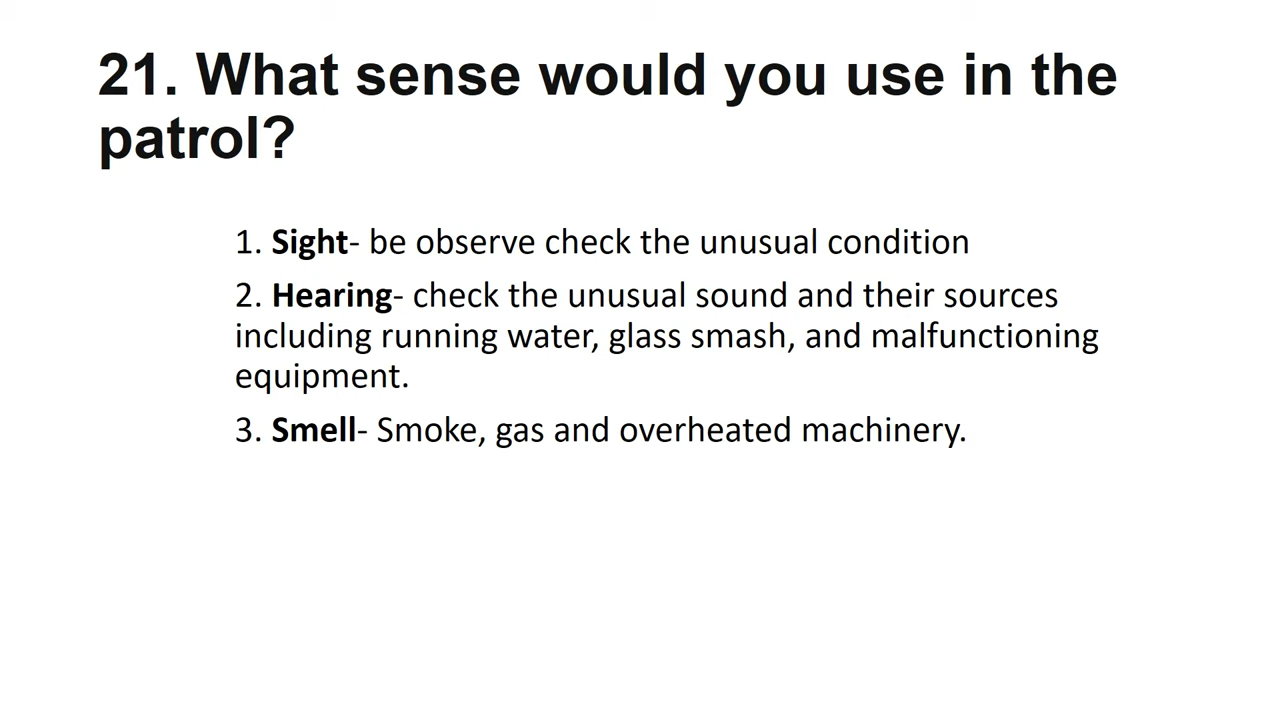 21. What sense would you use in the
patrol?
1. Sight- be observe check the unusual condition
2. Hearing- check the unusual sound and their sources
including running water, glass smash, and malfunctioning
equipment.
3. Smell- Smoke, gas and overheated machinery.